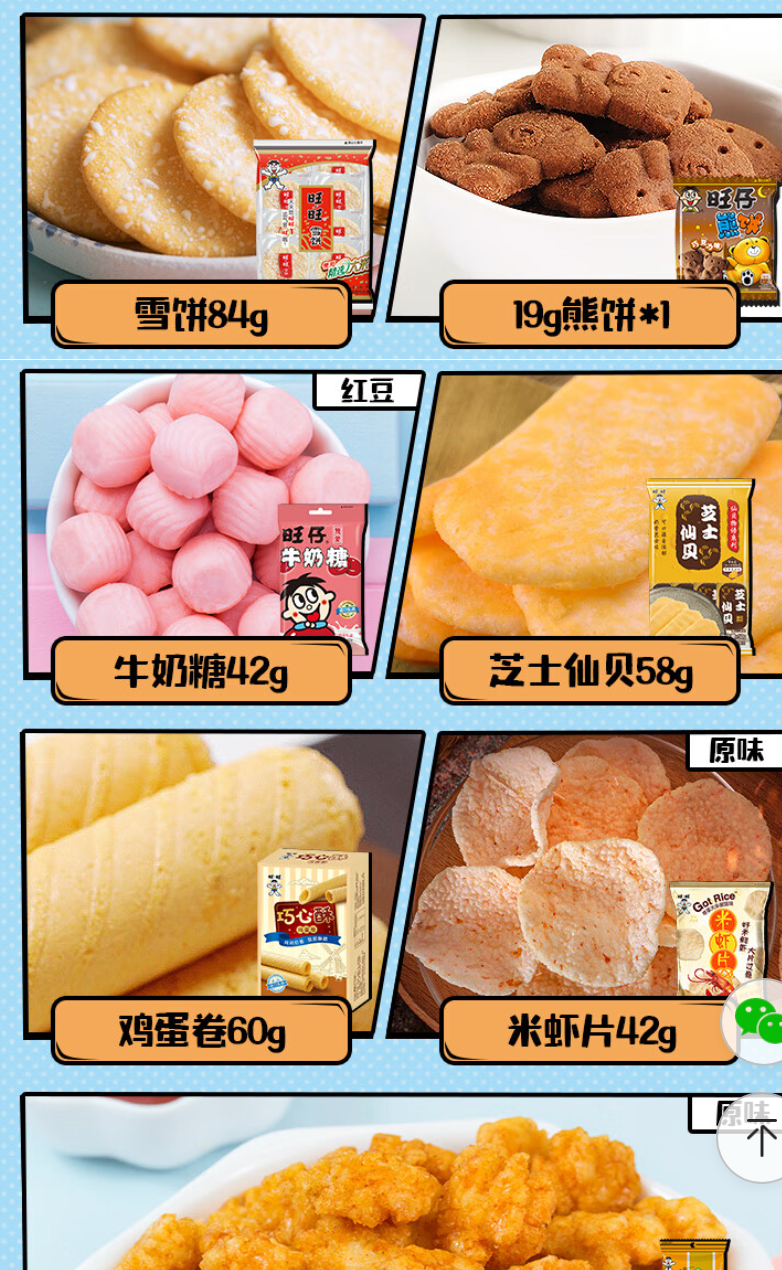 旺旺
雪饼
雪饼84g
旺仔
熊饼
19g熊饼*1
红豆
旺仔
牛奶糖
牛奶糖42g
芝士
仙贝
芝士仙贝58g
巧心酥
鸡蛋卷60g
原味
Got Rice
米虾片
米虾片42g
原味